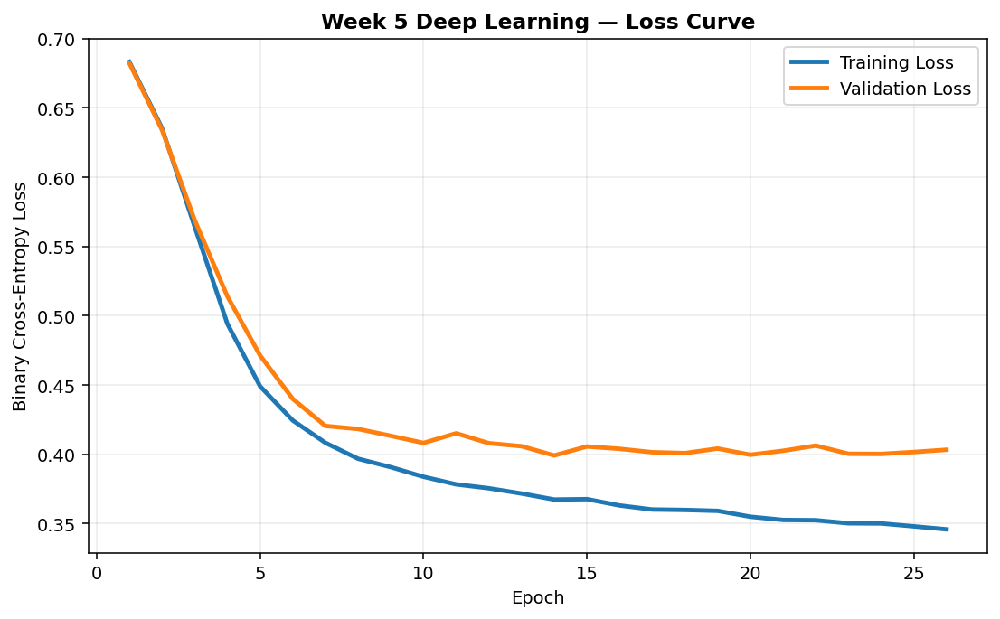 Week 5 Deep Learning — Loss Curve
Training Loss
Validation Loss
Binary Cross-Entropy Loss
0.70
0.65
0.60
0.55
0.50
0.45
0.40
0.35
0
5
10
15
20
25
Epoch